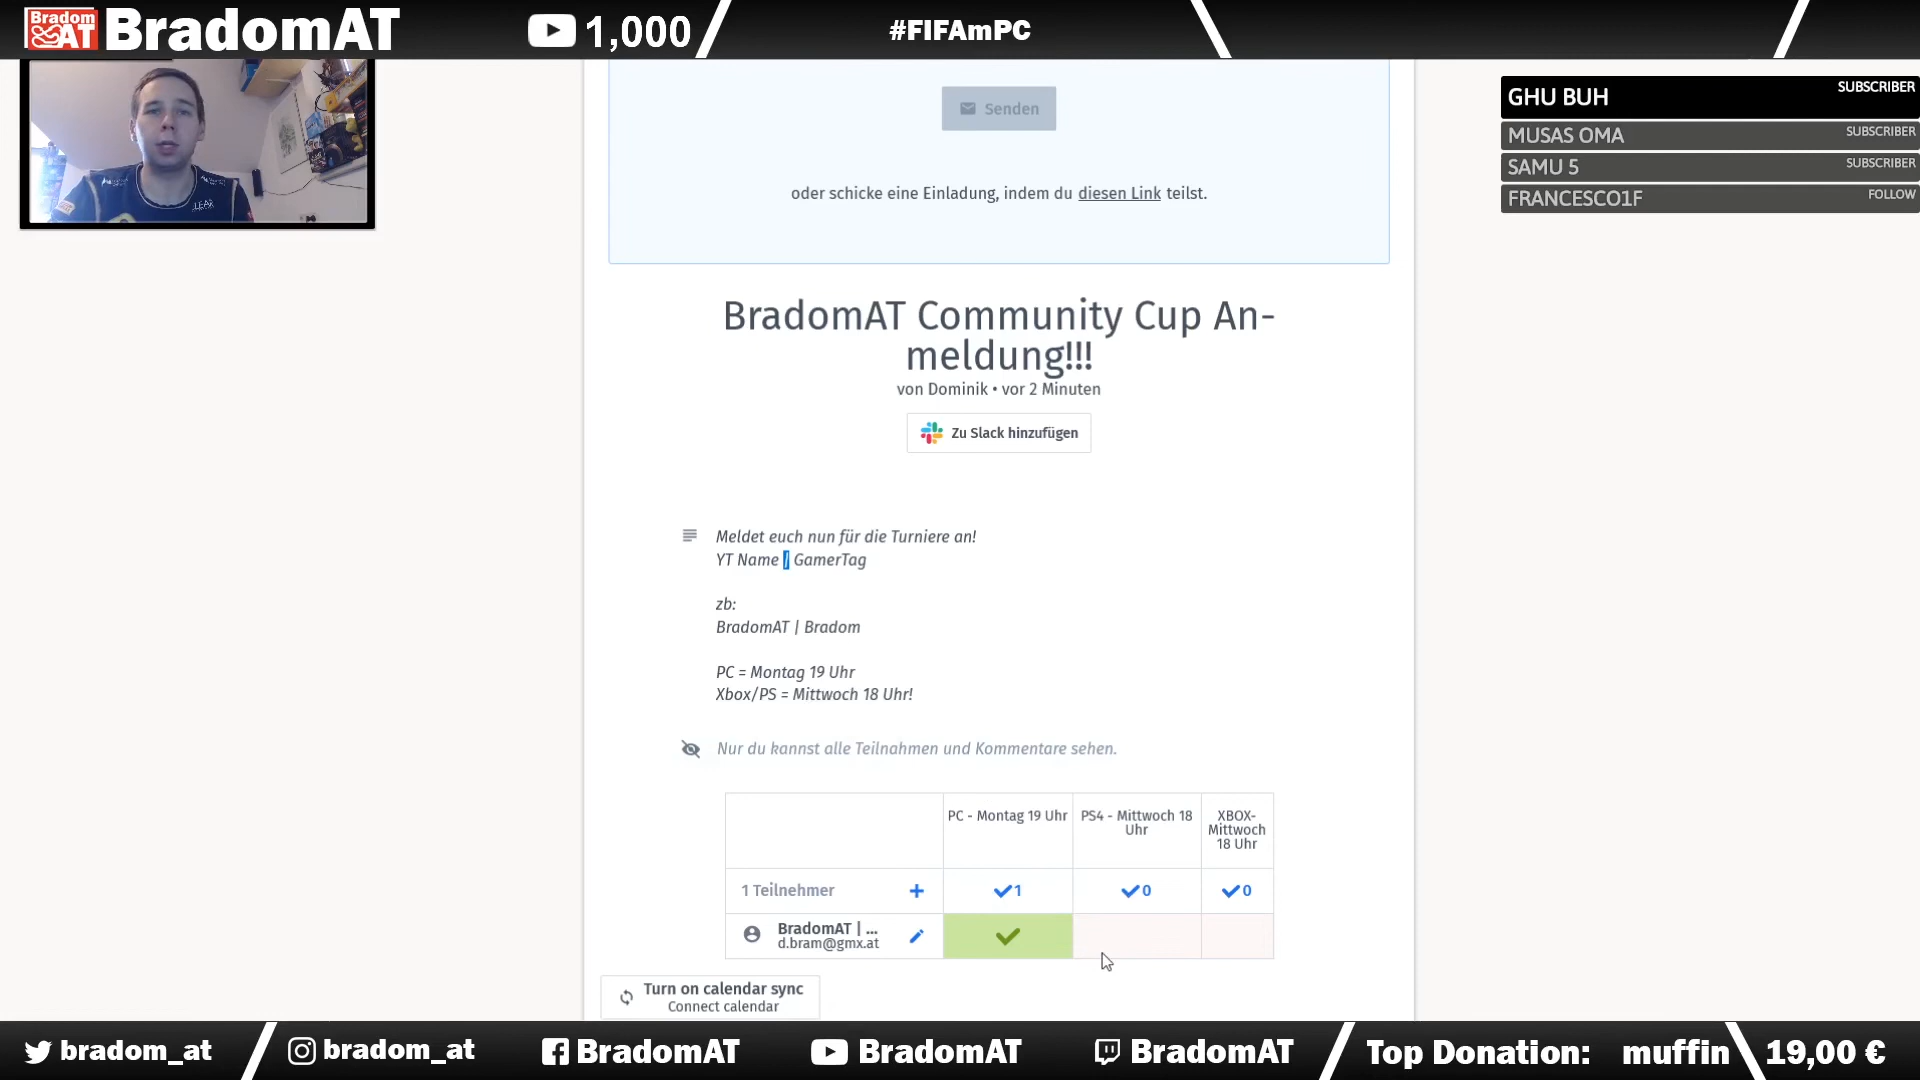 Bradom
AT
BradomAT
1,000
#FIFAmPC
GHU BUH SUBSCRIBER
MUSAS OMA SUBSCRIBER
SAMU 5 SUBSCRIBER
FRANCESCO1F FOLLOW
LEAR
Senden
oder schicke eine Einladung, indem du diesen Link teilst.
BradomAT Community Cup An-
meldung!!!
von Dominik • vor 2 Minuten
Zu Slack hinzufügen
Meldet euch nun für die Turniere an!
YT Name | GamerTag
zb:
BradomAT | Bradom
PC = Montag 19 Uhr
Xbox/PS = Mittwoch 18 Uhr!
Nur du kannst alle Teilnahmen und Kommentare sehen.
PC - Montag 19 Uhr
PS4 - Mittwoch 18
Uhr
XBOX-
Mittwoch
18 Uhr
1 Teilnehmer 1 0 0
BradomAT | ...
d.bram@gmx.at
Turn on calendar sync
Connect calendar
bradom_at bradom_at BradomAT BradomAT BradomAT Top Donation: muffin 19,00 €